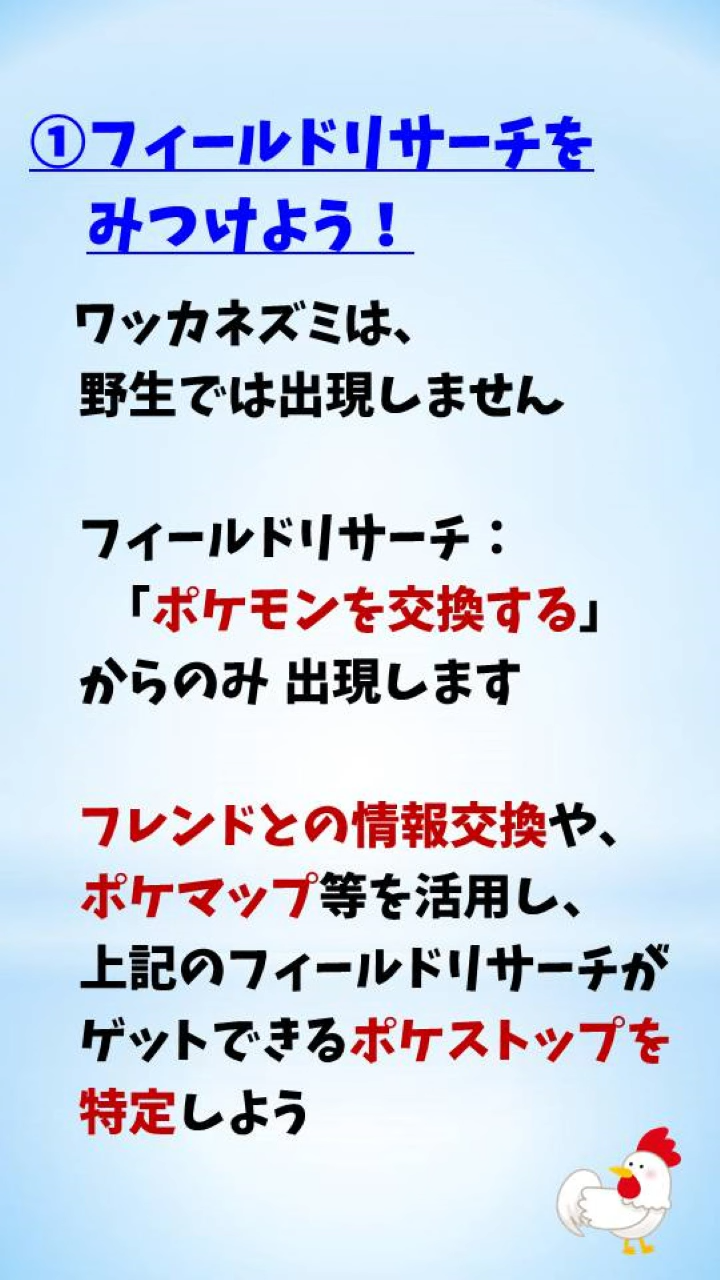 ①フィールドリサーチを
みつけよう！
ワッカネズミは、
野生では出現しません
フィールドリサーチ：
「ポケモンを交換する」
からのみ 出現します
フレンドとの情報交換や、
ポケマップ等を活用し、
上記のフィールドリサーチが
ゲットできるポケストップを
特定しよう